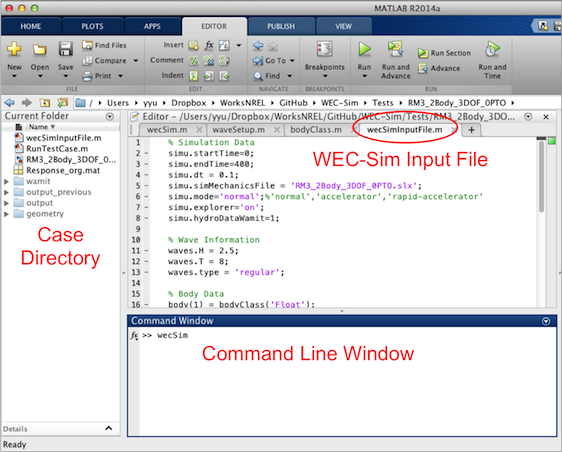 MATLAB R2014a
HOME PLOTS APPS EDITOR PUBLISH VIEW
New Open Save Find Files Compare Print Insert fx Comment Indent Go To Find Breakpoints Run Run and Advance Run Section Advance Run and Time
FILE EDIT NAVIGATE BREAKPOINTS RUN
/ Users yyu Dropbox WorksNREL GitHub WEC-Sim Tests RM3_2Body_3DOF_0PTO
Current Folder
Name
wecSimInputFile.m
RunTestCase.m
RM3_2Body_3DOF_0...
Response_org.mat
wamit
output_previous
output
geometry
Case
Directory
Details
Editor - /Users/yyu/Dropbox/WorksNREL/GitHub/WEC-Sim/Tests/RM3_2Body_3DO...
wecSim.m waveSetup.m bodyClass.m wecSimInputFile.m
WEC-Sim Input File
1 % Simulation Data
2 - simu.startTime=0;
3 - simu.endTime=400;
4 - simu.dt = 0.1;
5 - simu.simMechanicsFile = 'RM3_2Body_3DOF_0PTO.slx';
6 - simu.mode='normal';%'normal','accelerator','rapid-accelerator'
7 - simu.explorer='on';
8 - simu.hydroDataWamit=1;
9
10 % Wave Information
11 - waves.H = 2.5;
12 - waves.T = 8;
13 - waves.type = 'regular';
14
15 % Body Data
16 - body(1) = bodyClass('Float');
Command Window
fx >> wecSim
Command Line Window
Ready